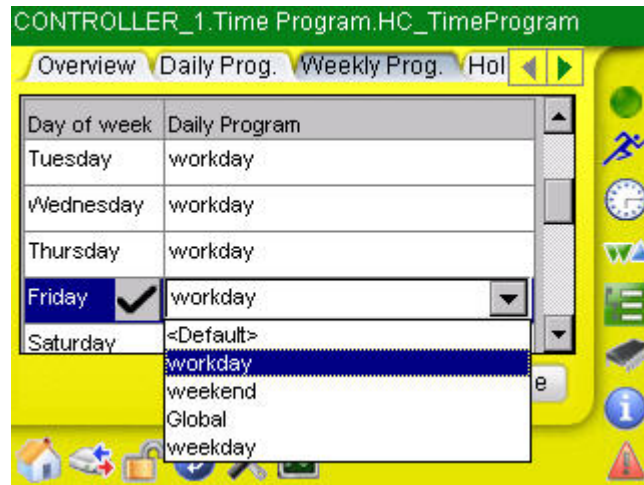 CONTROLLER_1.Time Program.HC_TimeProgram
Overview Daily Prog. Weekly Prog. Hol
Day of week Daily Program
Tuesday workday
Wednesday workday
Thursday workday
Friday workday
Saturday
<Default>
workday
weekend
Global
weekday
e